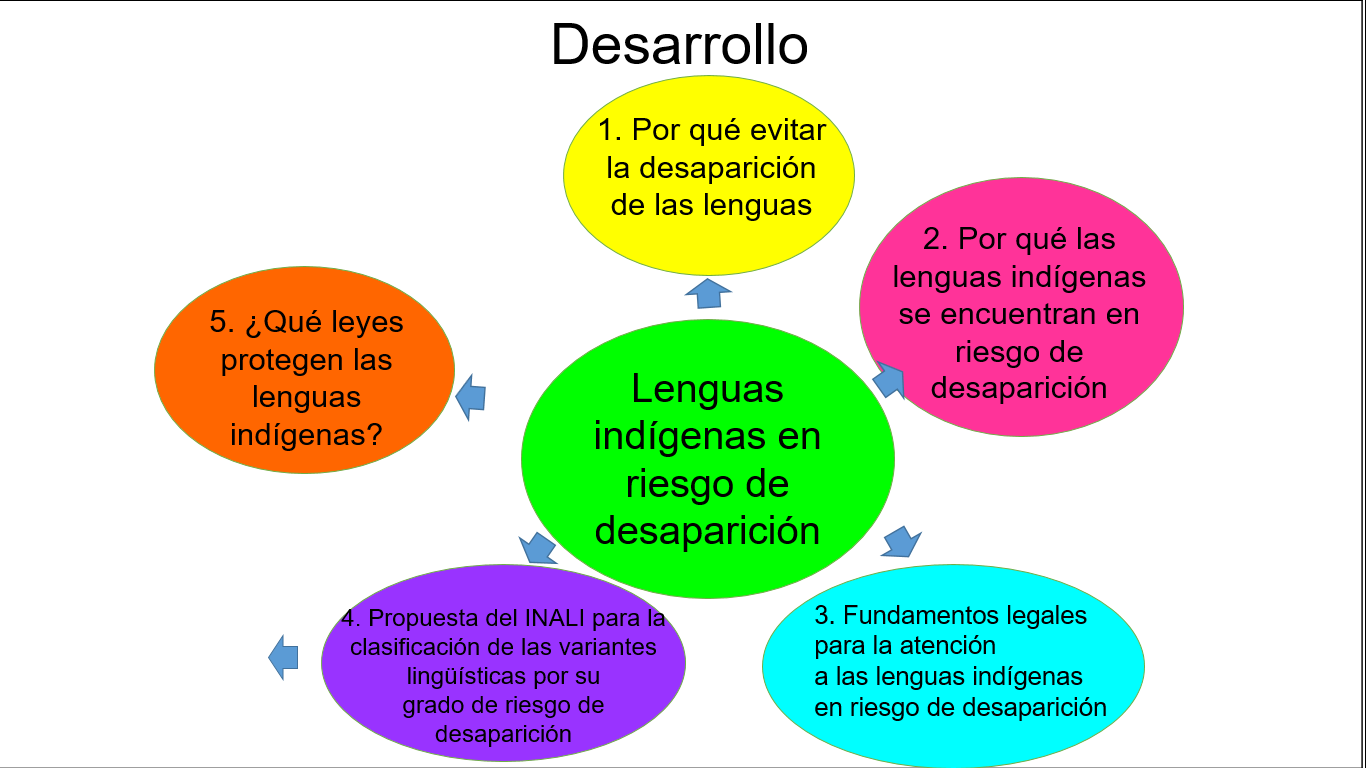 Desarrollo
1. Por qué evitar
la desaparición
de las lenguas
2. Por qué las
lenguas indígenas
se encuentran en
riesgo de
desaparición
5. ¿Qué leyes
protegen las
lenguas
indígenas?
Lenguas
indígenas en
riesgo de
desaparición
4. Propuesta del INALI para la
clasificación de las variantes
lingüísticas por su
grado de riesgo de
desaparición
3. Fundamentos legales
para la atención
a las lenguas indígenas
en riesgo de desaparición